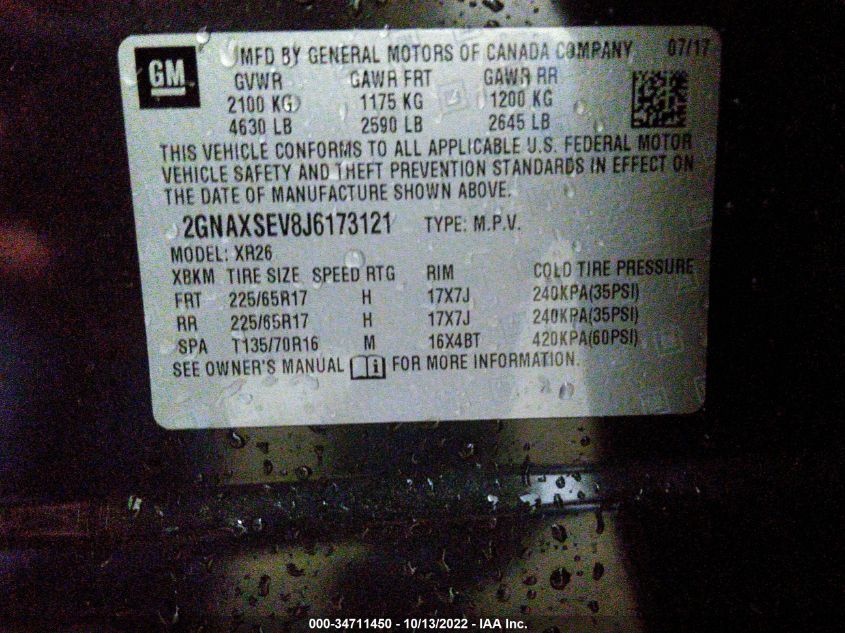 GM MFD BY GENERAL MOTORS OF CANADA COMPANY 07/17
GVWR GAWR FRT GAWR RR
2100 KG 1175 KG 1200 KG
4630 LB 2590 LB 2645 LB
THIS VEHICLE CONFORMS TO ALL APPLICABLE U.S. FEDERAL MOTOR
VEHICLE SAFETY AND THEFT PREVENTION STANDARDS IN EFFECT ON
THE DATE OF MANUFACTURE SHOWN ABOVE.
2GNAXSEV8J6173121 TYPE: M.P.V.
MODEL: XR26
XBKM TIRE SIZE SPEED RTG RIM COLD TIRE PRESSURE
FRT 225/65R17 H 17X7J 240KPA(35PSI)
RR 225/65R17 H 17X7J 240KPA(35PSI)
SPA T135/70R16 M 16X4BT 420KPA(60PSI)
SEE OWNER'S MANUAL i FOR MORE INFORMATION.
000-34711450 - 10/13/2022 - IAA Inc.